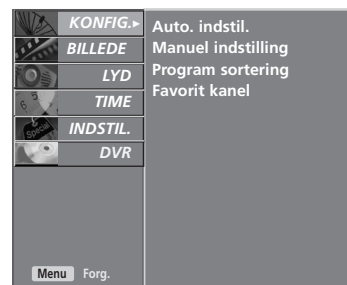 KONFIG.
BILLEDE
LYD
TIME
INDSTIL.
DVR
Menu Forg.
Auto. indstil.
Manuel indstilling
Program sortering
Favorit kanel